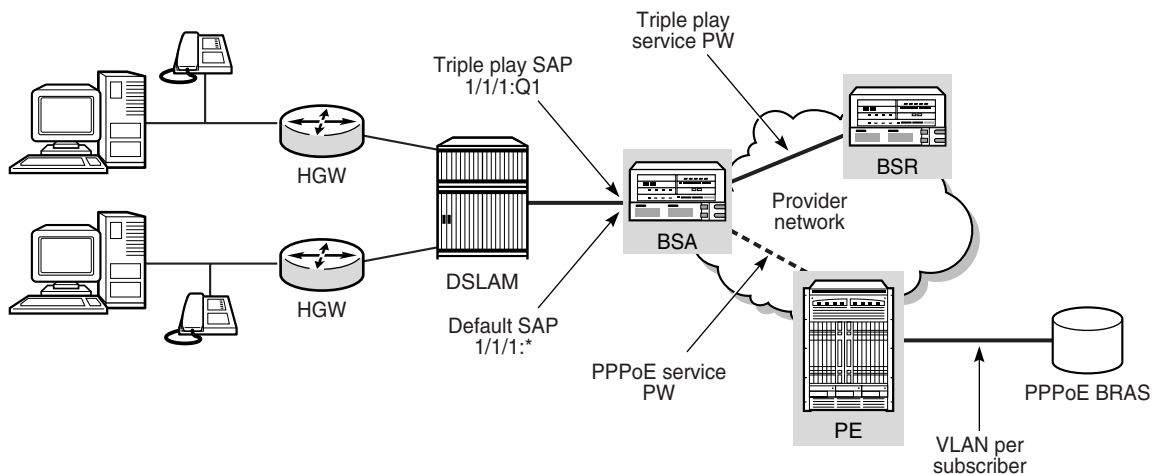 Triple play
service PW
Triple play SAP
1/1/1:Q1
HGW
BSR
Provider
network
BSA
HGW
DSLAM
Default SAP
1/1/1:*
PPPoE service
PW
PPPoE BRAS
PE
VLAN per
subscriber